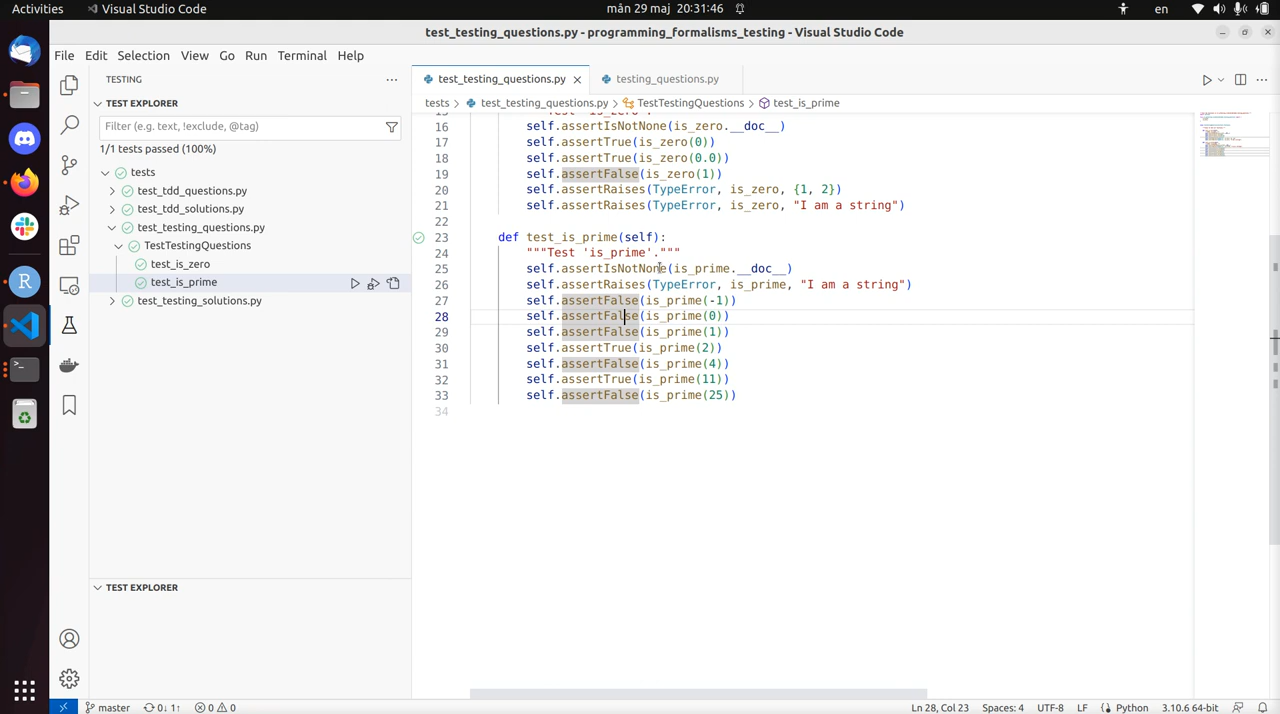 Activities
Visual Studio Code
mån 29 maj 20:31:46
en
test_testing_questions.py - programming_formalisms_testing - Visual Studio Code
File Edit Selection View Go Run Terminal Help
TESTING
TEST EXPLORER
Filter (e.g. text, !exclude, @tag)
1/1 tests passed (100%)
tests
test_tdd_questions.py
test_tdd_solutions.py
test_testing_questions.py
TestTestingQuestions
test_is_zero
test_is_prime
test_testing_solutions.py
TEST EXPLORER
test_testing_questions.py
testing_questions.py
tests > test_testing_questions.py > TestTestingQuestions > test_is_prime
16 self.assertIsNotNone(is_zero.__doc__)
17 self.assertTrue(is_zero(0))
18 self.assertTrue(is_zero(0.0))
19 self.assertFalse(is_zero(1))
20 self.assertRaises(TypeError, is_zero, {1, 2})
21 self.assertRaises(TypeError, is_zero, "I am a string")
22
23 def test_is_prime(self):
24 """Test 'is_prime'."""
25 self.assertIsNotNone(is_prime.__doc__)
26 self.assertRaises(TypeError, is_prime, "I am a string")
27 self.assertFalse(is_prime(-1))
28 self.assertFalse(is_prime(0))
29 self.assertFalse(is_prime(1))
30 self.assertTrue(is_prime(2))
31 self.assertFalse(is_prime(4))
32 self.assertTrue(is_prime(11))
33 self.assertFalse(is_prime(25))
34
master 0↓ 1↑ 0 0 Ln 28, Col 23 Spaces: 4 UTF-8 LF Python 3.10.6 64-bit